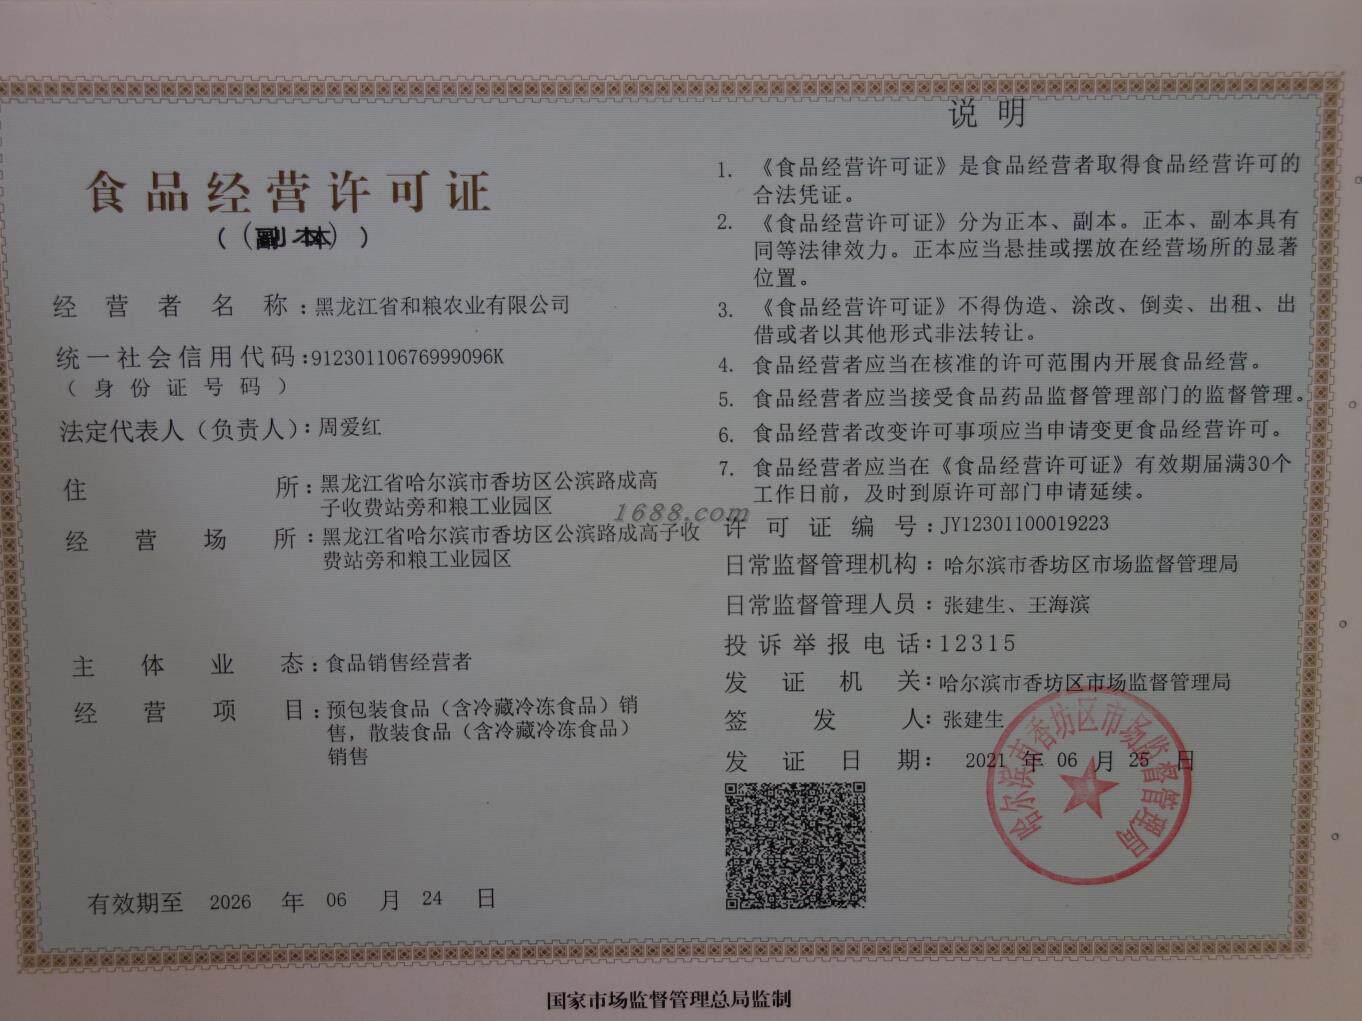 食品经营许可证
（副本）
经营者名称：黑龙江省和粮农业有限公司
统一社会信用代码：91230110676999096K
（身份证号码）
法定代表人（负责人）：周爱红
住所：黑龙江省哈尔滨市香坊区公滨路成高
子收费站旁和粮工业园区
经营场所：黑龙江省哈尔滨市香坊区公滨路成高子收
费站旁和粮工业园区
主体业态：食品销售经营者
经营项目：预包装食品（含冷藏冷冻食品）销
售，散装食品（含冷藏冷冻食品）
销售
有效期至 2026 年 06 月 24 日
说明
1. 《食品经营许可证》是食品经营者取得食品经营许可的
合法凭证。
2. 《食品经营许可证》分为正本、副本。正本、副本具有
同等法律效力。正本应当悬挂或摆放在经营场所的显著
位置。
3. 《食品经营许可证》不得伪造、涂改、倒卖、出租、出
借或者以其他形式非法转让。
4. 食品经营者应当在核准的许可范围内开展食品经营。
5. 食品经营者应当接受食品药品监督管理部门的监督管理。
6. 食品经营者改变许可事项应当申请变更食品经营许可。
7. 食品经营者应当在《食品经营许可证》有效期届满30个
工作日前，及时到原许可部门申请延续。
1688.com
许可证编号：JY12301100019223
日常监督管理机构：哈尔滨市香坊区市场监督管理局
日常监督管理人员：张建生、王海滨
投诉举报电话：12315
发证机关：哈尔滨市香坊区市场监督管理局
签发人：张建生
发证日期：2021 年 06 月 25 日
哈尔滨市香坊区市场监督管理局
国家市场监督管理总局监制